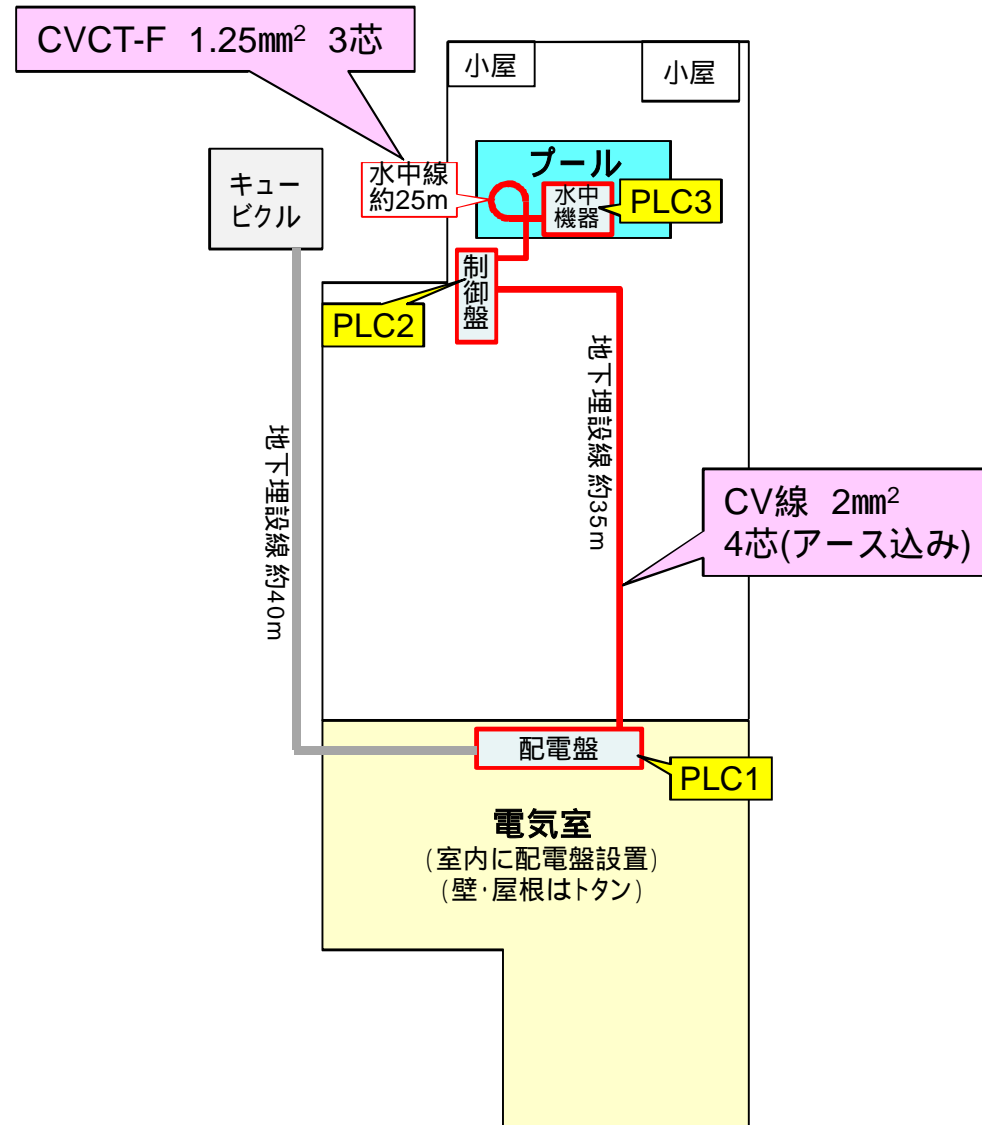 CVCT-F 1.25mm² 3芯
小屋
小屋
キュー
ビクル
水中線
約25m
プール
水中
機器
PLC3
制御盤
PLC2
地下埋設線 約40m
地下埋設線 約35m
CV線 2mm²
4芯(アース込み)
配電盤
PLC1
電気室
(室内に配電盤設置)
(壁・屋根はトタン)